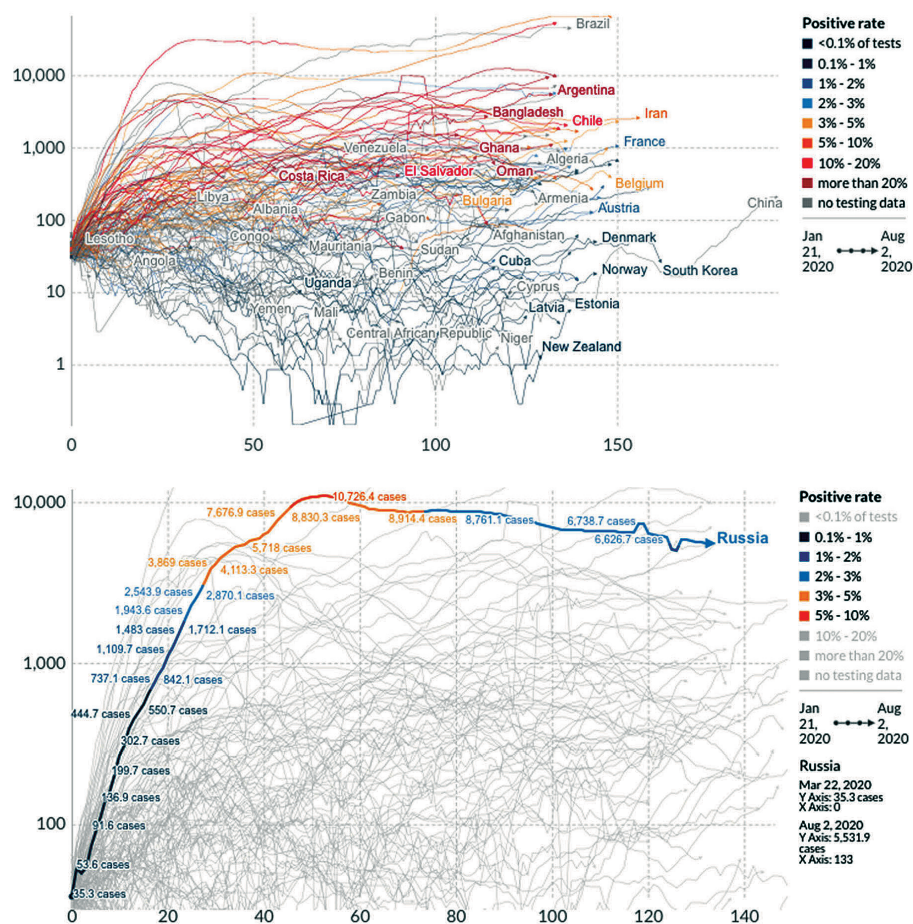 Brazil
Positive rate
<0.1% of tests
0.1% - 1%
1% - 2%
2% - 3%
3% - 5%
5% - 10%
10% - 20%
more than 20%
no testing data
Jan 21, 2020
Aug 2, 2020
10,000
Argentina
Bangladesh
Chile
Iran
1,000
Venezuela
Ghana
France
Algeria
Costa Rica
El Salvador
Oman
Belgium
Libya
Zambia
Bulgaria
Armenia
China
Albania
Gabon
Austria
100
Lesotho
Congo
Mauritania
Sudan
Afghanistan
Denmark
Angola
Benin
Cuba
Norway
South Korea
Uganda
Cyprus
10
Yemen
Mali
Latvia
Estonia
Central African Republic
Niger
New Zealand
1
0
50
100
150
10,000
10,726.4 cases
7,676.9 cases
8,830.3 cases
8,914.4 cases
8,761.1 cases
6,738.7 cases
6,626.7 cases
Russia
5,718 cases
3,869 cases
4,113.3 cases
2,543.9 cases
2,870.1 cases
1,943.6 cases
1,483 cases
1,712.1 cases
1,109.7 cases
1,000
737.1 cases
842.1 cases
444.7 cases
550.7 cases
302.7 cases
199.7 cases
136.9 cases
100
91.6 cases
53.6 cases
35.3 cases
0
20
40
60
80
100
120
140
Positive rate
<0.1% of tests
0.1% - 1%
1% - 2%
2% - 3%
3% - 5%
5% - 10%
10% - 20%
more than 20%
no testing data
Jan
21,
2020
Aug
2,
2020
Russia
Mar 22, 2020
Y Axis: 35.3 cases
X Axis: 0
Aug 2, 2020
Y Axis: 5,531.9
cases
X Axis: 133